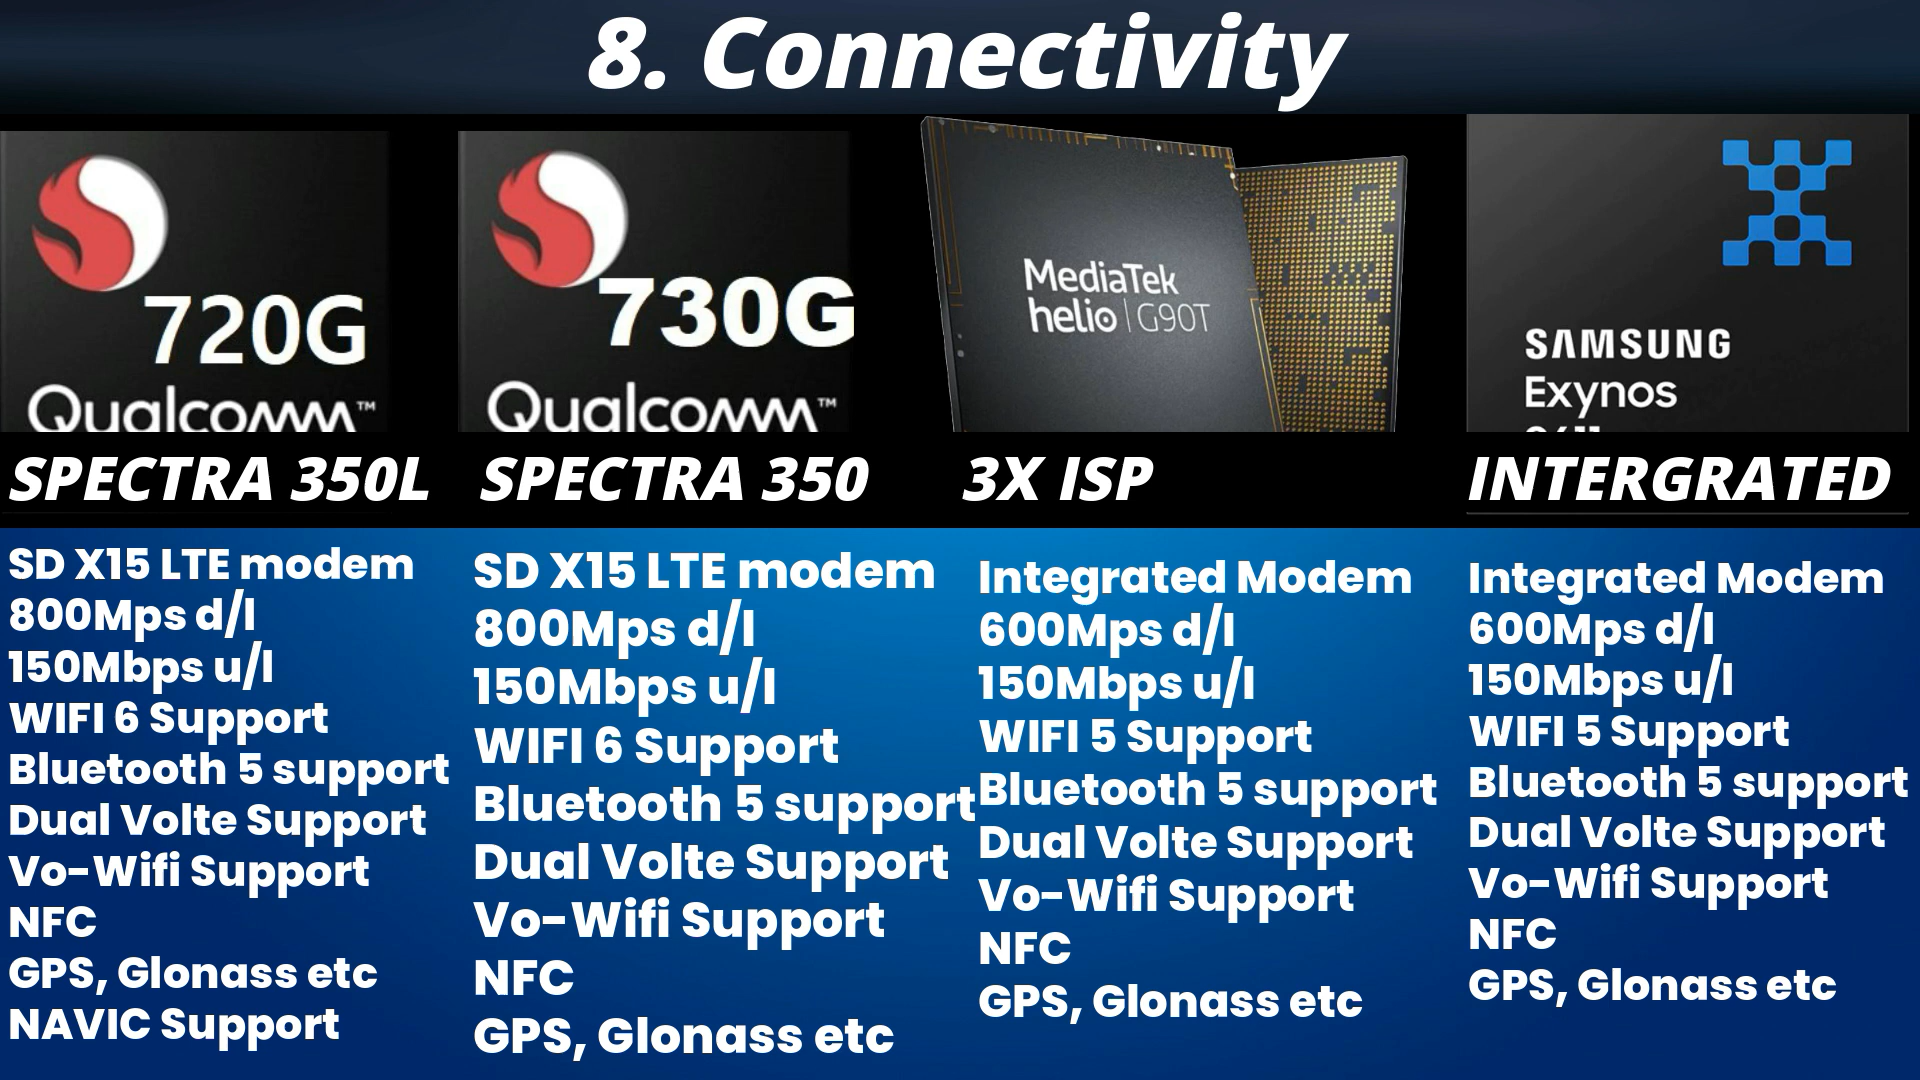 8. Connectivity
720G
Qualcomm™
SPECTRA 350L
SD X15 LTE modem
800Mps d/l
150Mbps u/l
WIFI 6 Support
Bluetooth 5 support
Dual Volte Support
Vo-Wifi Support
NFC
GPS, Glonass etc
NAVIC Support
730G
Qualcomm™
SPECTRA 350
SD X15 LTE modem
800Mps d/l
150Mbps u/l
WIFI 6 Support
Bluetooth 5 support
Dual Volte Support
Vo-Wifi Support
NFC
GPS, Glonass etc
MediaTek
helio | G90T
3X ISP
Integrated Modem
600Mps d/l
150Mbps u/l
WIFI 5 Support
Bluetooth 5 support
Dual Volte Support
Vo-Wifi Support
NFC
GPS, Glonass etc
SAMSUNG
Exynos
INTERGRATED
Integrated Modem
600Mps d/l
150Mbps u/l
WIFI 5 Support
Bluetooth 5 support
Dual Volte Support
Vo-Wifi Support
NFC
GPS, Glonass etc